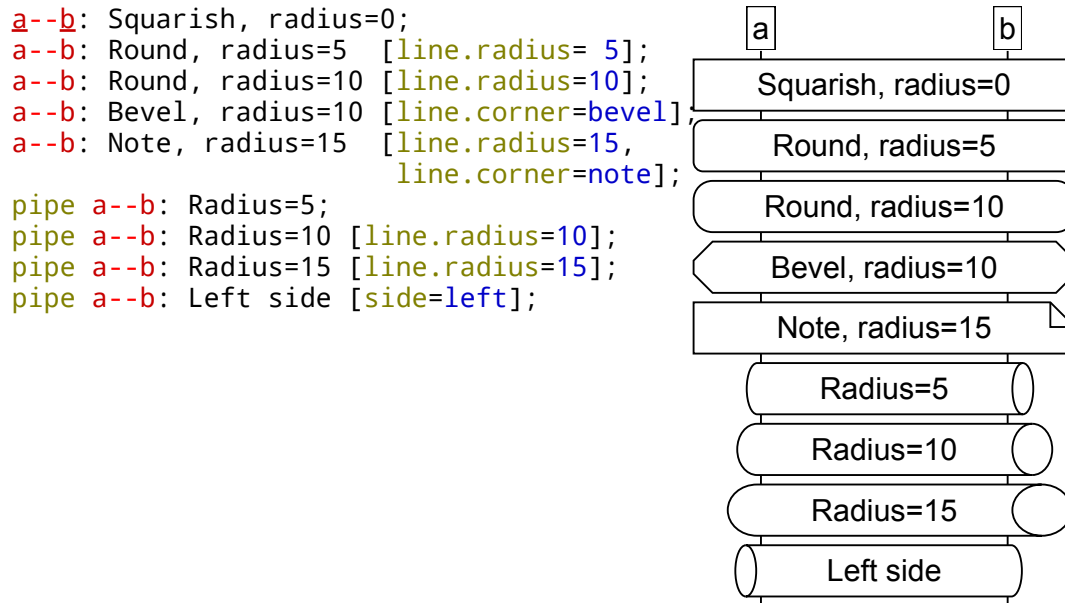 a--b: Squarish, radius=0;
a--b: Round, radius=5  [line.radius= 5];
a--b: Round, radius=10 [line.radius=10];
a--b: Bevel, radius=10 [line.corner=bevel];
a--b: Note, radius=15  [line.radius=15,
                        line.corner=note];
pipe a--b: Radius=5;
pipe a--b: Radius=10 [line.radius=10];
pipe a--b: Radius=15 [line.radius=15];
pipe a--b: Left side [side=left];
a b
Squarish, radius=0
Round, radius=5
Round, radius=10
Bevel, radius=10
Note, radius=15
Radius=5
Radius=10
Radius=15
Left side